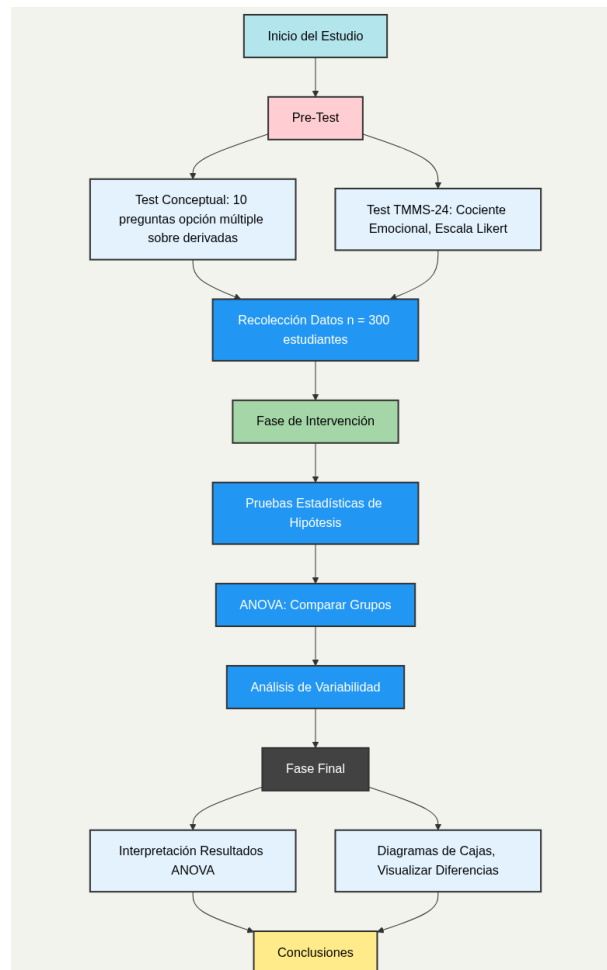 Inicio del Estudio
Pre-Test
Test Conceptual: 10
preguntas opción múltiple
sobre derivadas
Test TMMS-24: Cociente
Emocional, Escala Likert
Recolección Datos n = 300
estudiantes
Fase de Intervención
Pruebas Estadísticas de
Hipótesis
ANOVA: Comparar Grupos
Análisis de Variabilidad
Fase Final
Interpretación Resultados
ANOVA
Diagramas de Cajas,
Visualizar Diferencias
Conclusiones